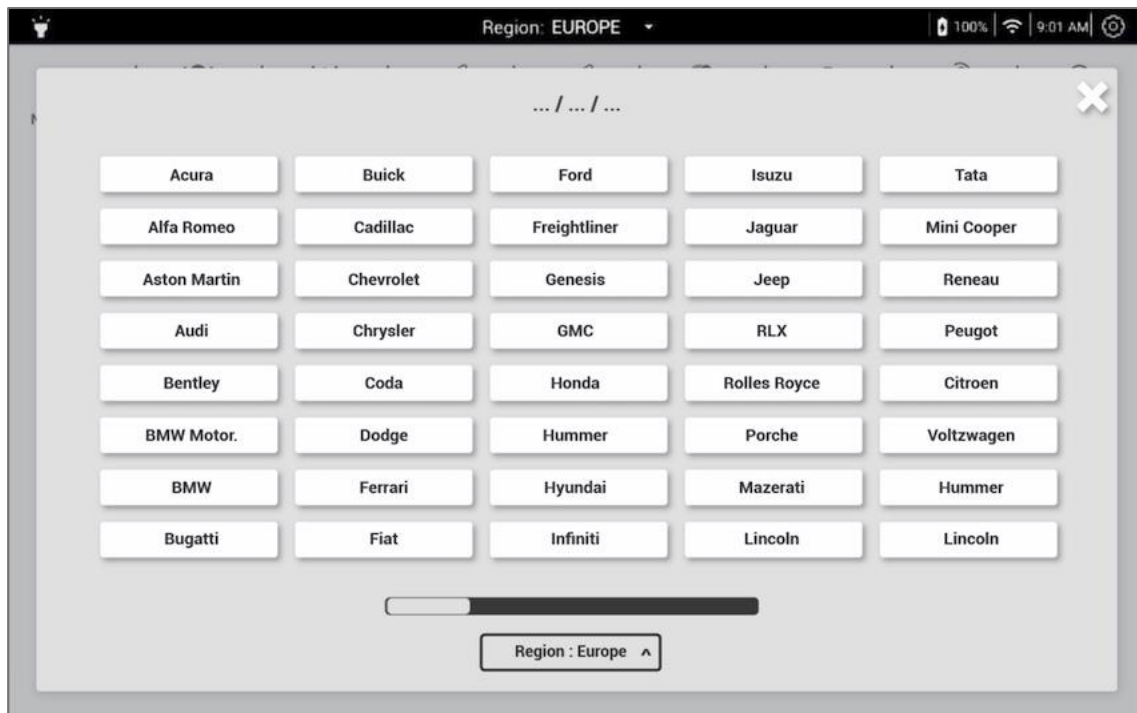 Region: EUROPE 100% 9:01 AM
... / ... / ...
Acura Buick Ford Isuzu Tata
Alfa Romeo Cadillac Freightliner Jaguar Mini Cooper
Aston Martin Chevrolet Genesis Jeep Reneau
Audi Chrysler GMC RLX Peugot
Bentley Coda Honda Rolles Royce Citroen
BMW Motor. Dodge Hummer Porche Voltzwagen
BMW Ferrari Hyundai Mazerati Hummer
Bugatti Fiat Infiniti Lincoln Lincoln
Region : Europe